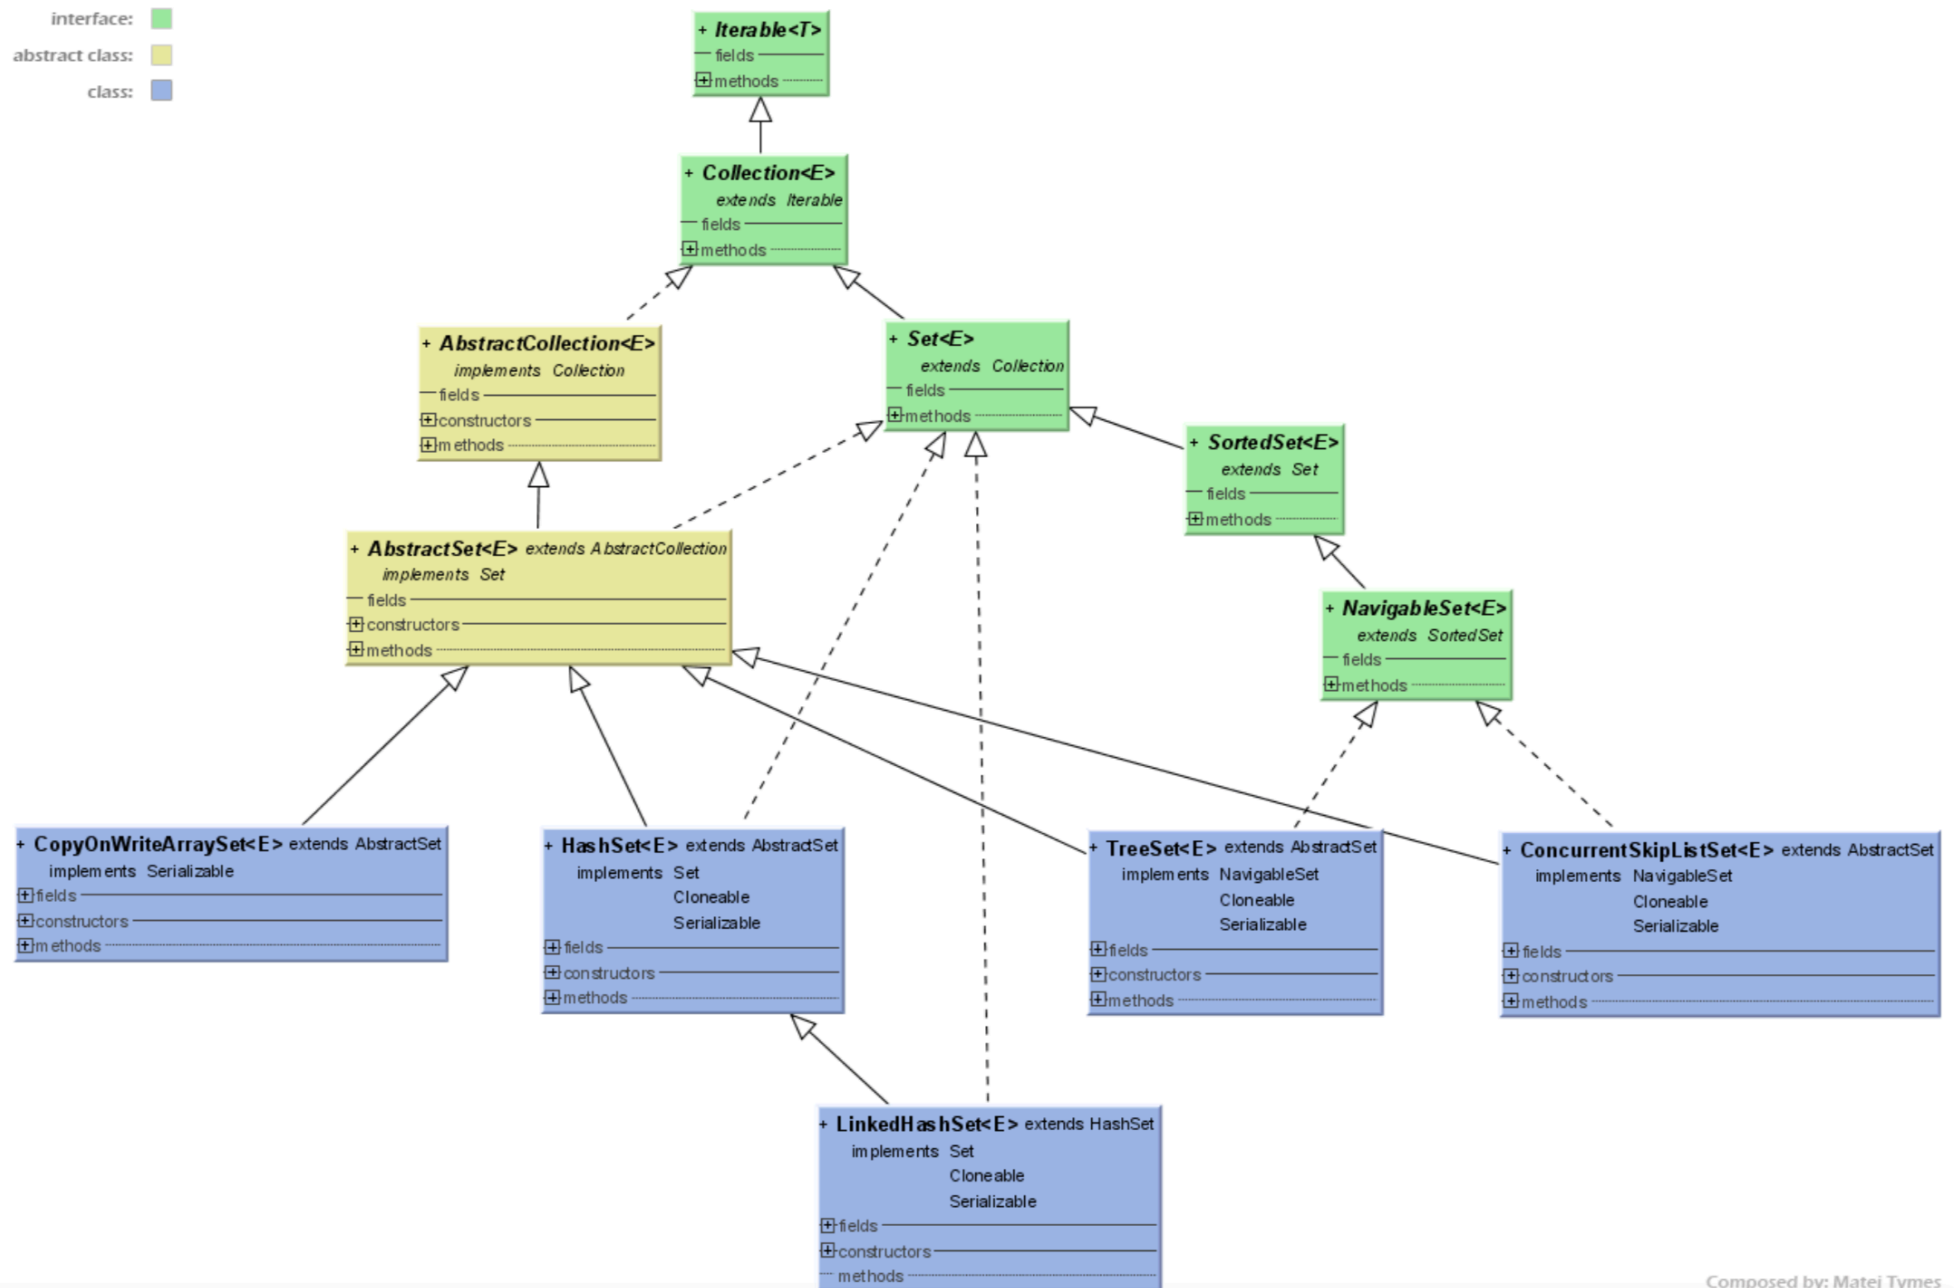 interface:
abstract class:
class:
+ Iterable<T>
fields
+ methods
+ Collection<E>
extends Iterable
fields
+ methods
+ AbstractCollection<E>
implements Collection
fields
+ constructors
+ methods
+ Set<E>
extends Collection
fields
+ methods
+ SortedSet<E>
extends Set
fields
+ methods
+ AbstractSet<E> extends AbstractCollection
implements Set
fields
+ constructors
+ methods
+ NavigableSet<E>
extends SortedSet
fields
+ methods
+ CopyOnWriteArraySet<E> extends AbstractSet
implements Serializable
+ fields
+ constructors
+ methods
+ HashSet<E> extends AbstractSet
implements Set
Cloneable
Serializable
+ fields
+ constructors
+ methods
+ TreeSet<E> extends AbstractSet
implements NavigableSet
Cloneable
Serializable
+ fields
+ constructors
+ methods
+ ConcurrentSkipListSet<E> extends AbstractSet
implements NavigableSet
Cloneable
Serializable
+ fields
+ constructors
+ methods
+ LinkedHashSet<E> extends HashSet
implements Set
Cloneable
Serializable
+ fields
+ constructors
methods
Composed by: Matej Tymes